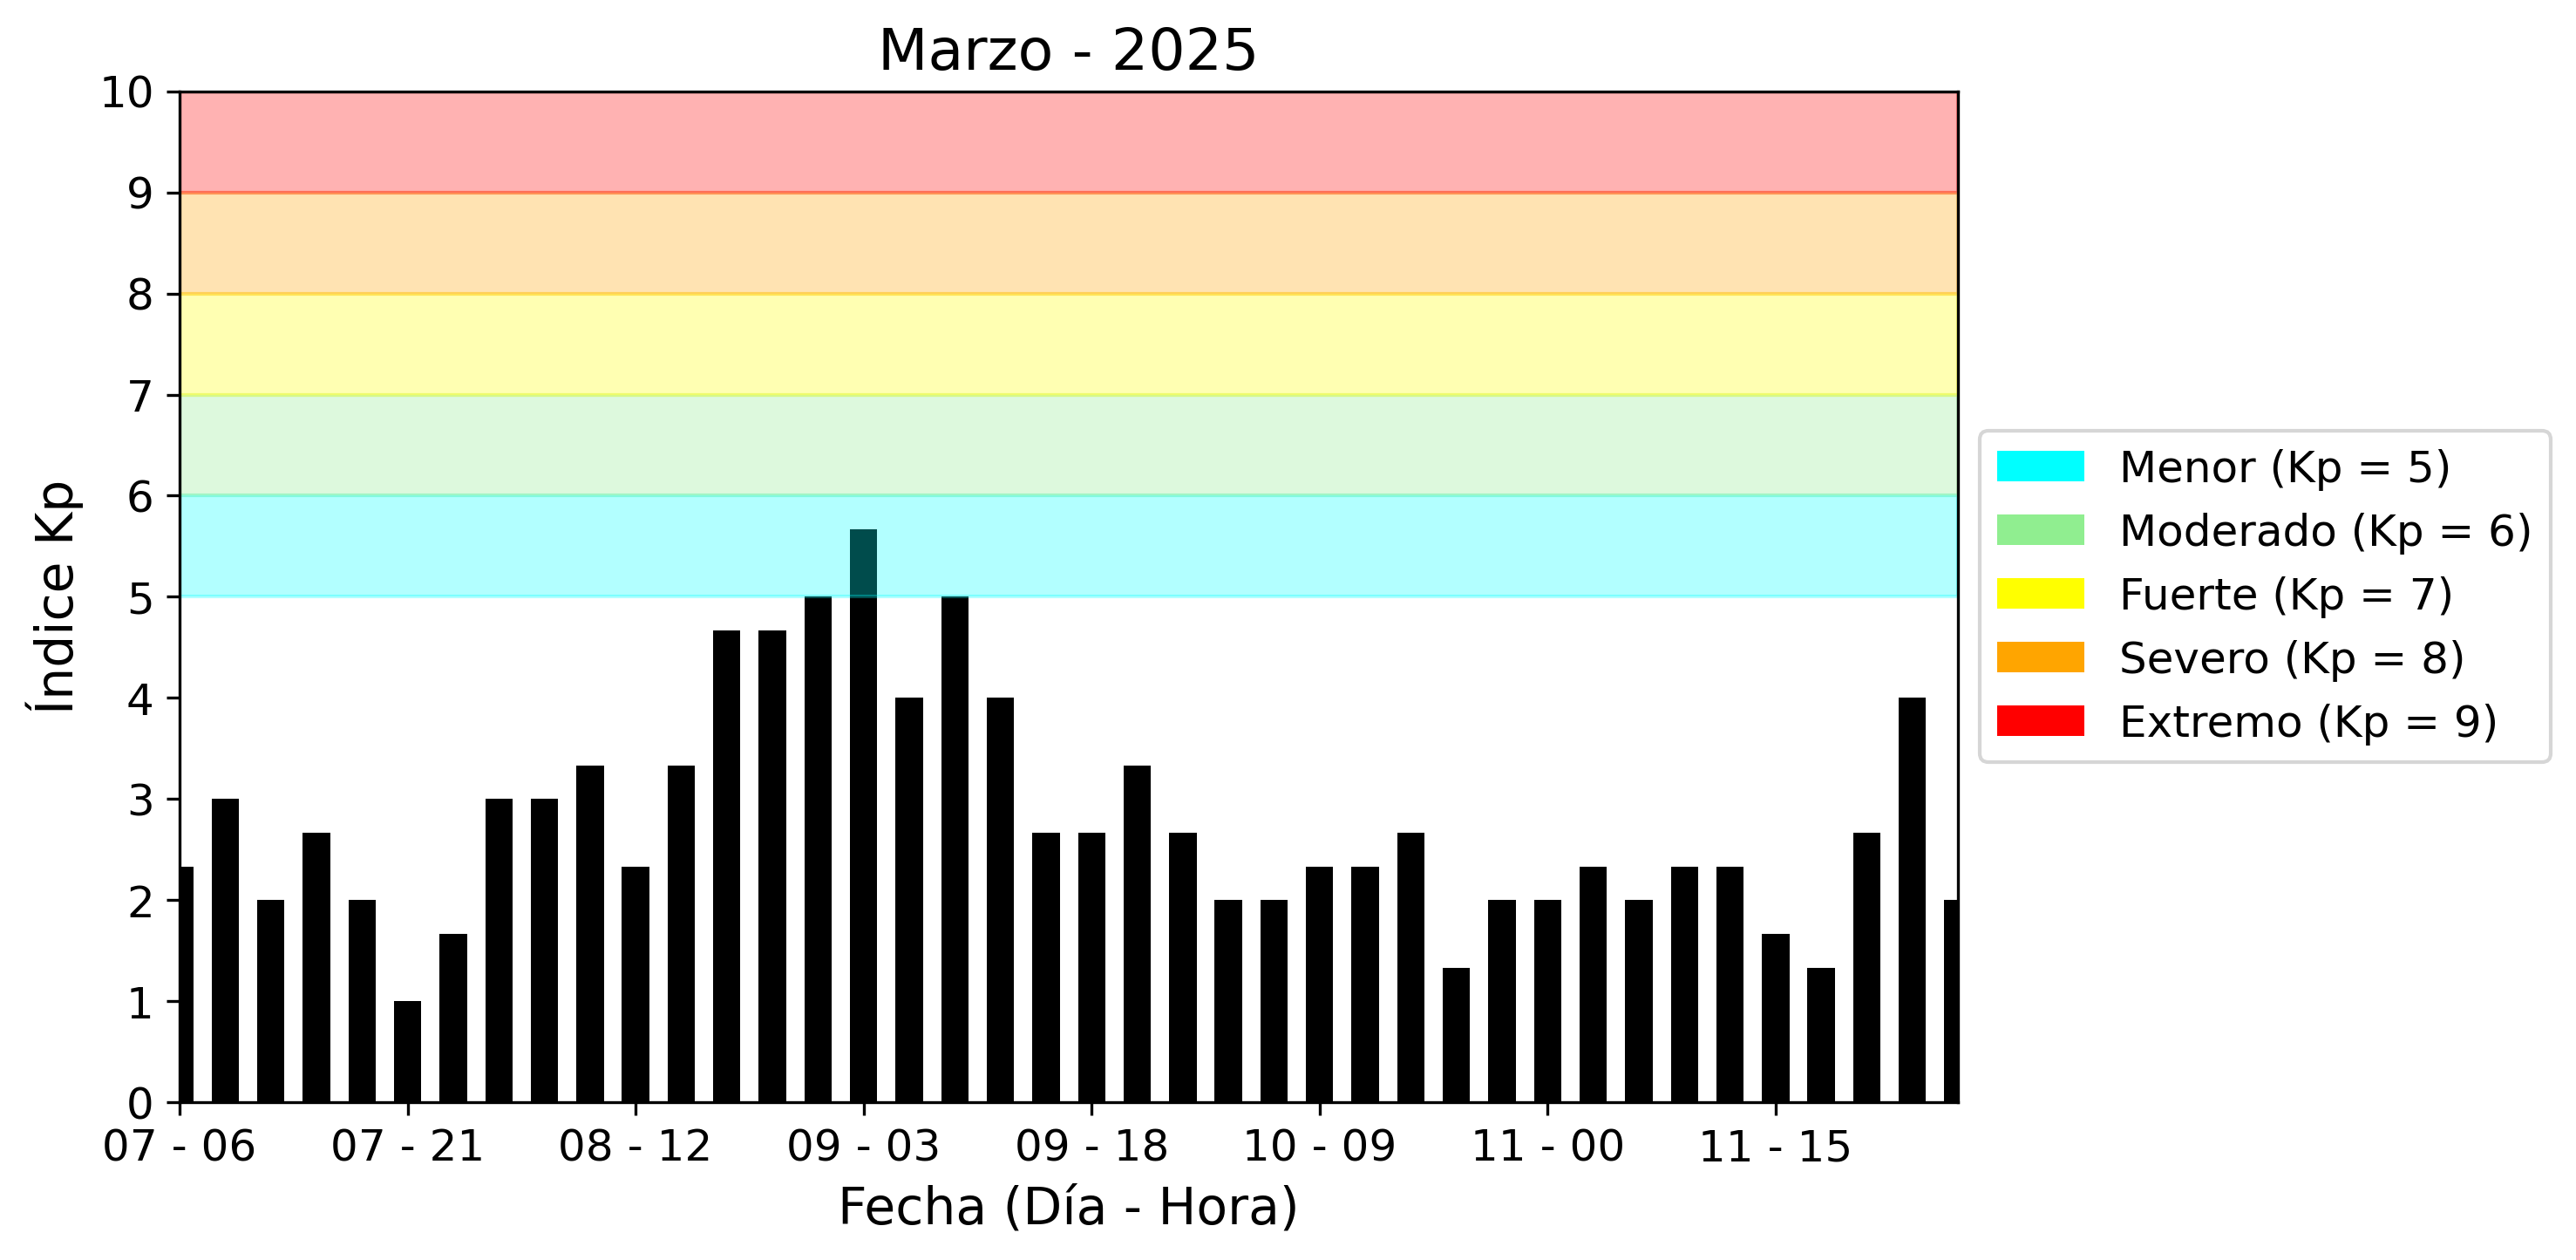 Marzo - 2025
10
9
8
7
6
5
4
3
2
1
0
Índice Kp
07 - 06
07 - 21
08 - 12
09 - 03
09 - 18
10 - 09
11 - 00
11 - 15
Fecha (Día - Hora)
Menor (Kp = 5)
Moderado (Kp = 6)
Fuerte (Kp = 7)
Severo (Kp = 8)
Extremo (Kp = 9)